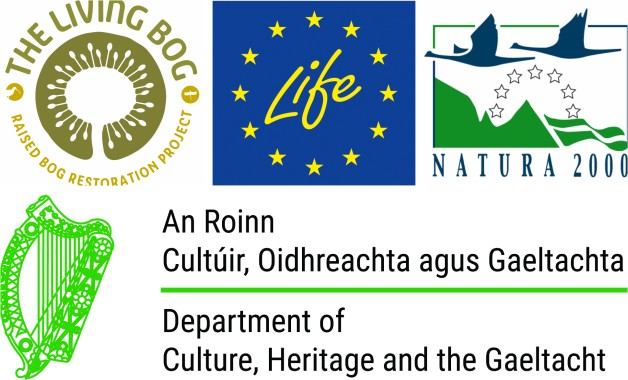 THE LIVING BOG
RAISED BOG RESTORATION PROJECT
Life
NATURA 2000
An Roinn
Cultúir, Oidhreachta agus Gaeltachta
Department of
Culture, Heritage and the Gaeltacht